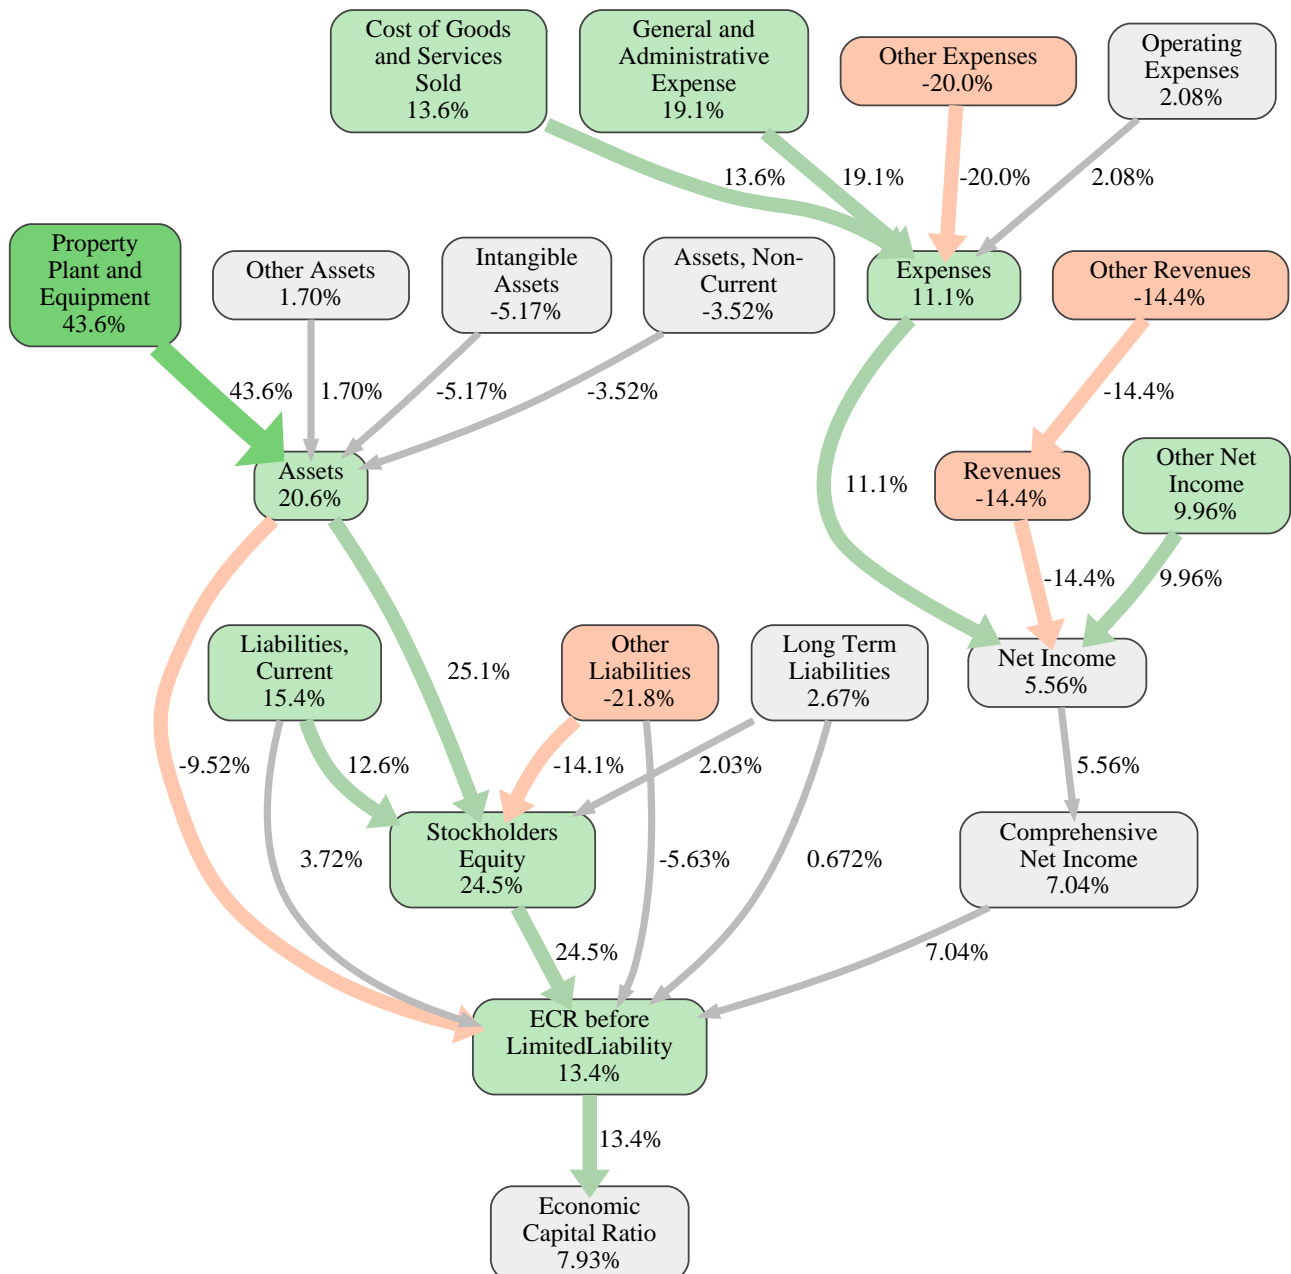 Cost of Goods
and Services
Sold
13.6%
General and
Administrative
Expense
19.1%
Other Expenses
-20.0%
Operating
Expenses
2.08%
13.6%
19.1%
-20.0%
2.08%
Property
Plant and
Equipment
43.6%
Other Assets
1.70%
Intangible
Assets
-5.17%
Assets, Non-
Current
-3.52%
Expenses
11.1%
Other Revenues
-14.4%
43.6%
1.70%
-5.17%
-3.52%
-14.4%
Assets
20.6%
11.1%
Revenues
-14.4%
Other Net
Income
9.96%
-14.4%
9.96%
Liabilities,
Current
15.4%
25.1%
Other
Liabilities
-21.8%
Long Term
Liabilities
2.67%
Net Income
5.56%
-9.52%
12.6%
-14.1%
2.03%
5.56%
3.72%
Stockholders
Equity
24.5%
-5.63%
0.672%
Comprehensive
Net Income
7.04%
24.5%
7.04%
ECR before
LimitedLiability
13.4%
13.4%
Economic
Capital Ratio
7.93%